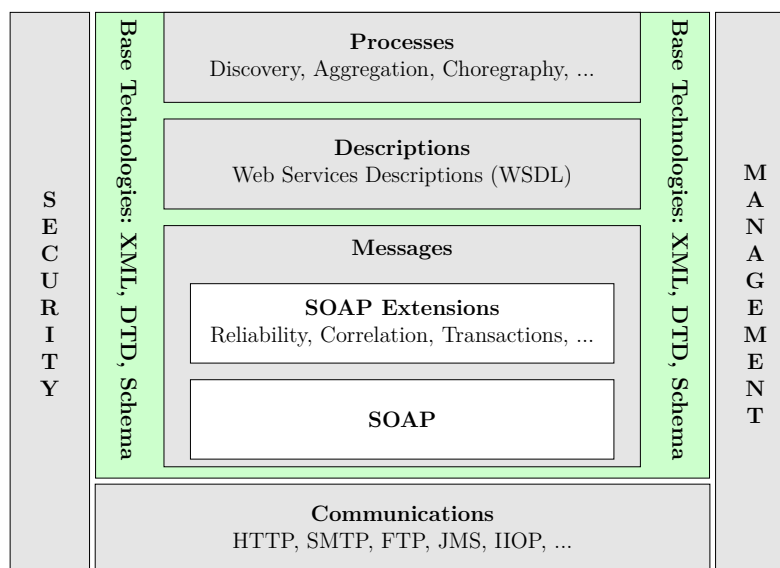 SECURITY
Base Technologies: XML, DTD, Schema
Processes
Discovery, Aggregation, Choregraphy, ...
Descriptions
Web Services Descriptions (WSDL)
Messages
SOAP Extensions
Reliability, Correlation, Transactions, ...
SOAP
Base Technologies: XML, DTD, Schema
MANAGEMENT
Communications
HTTP, SMTP, FTP, JMS, IIOP, ...